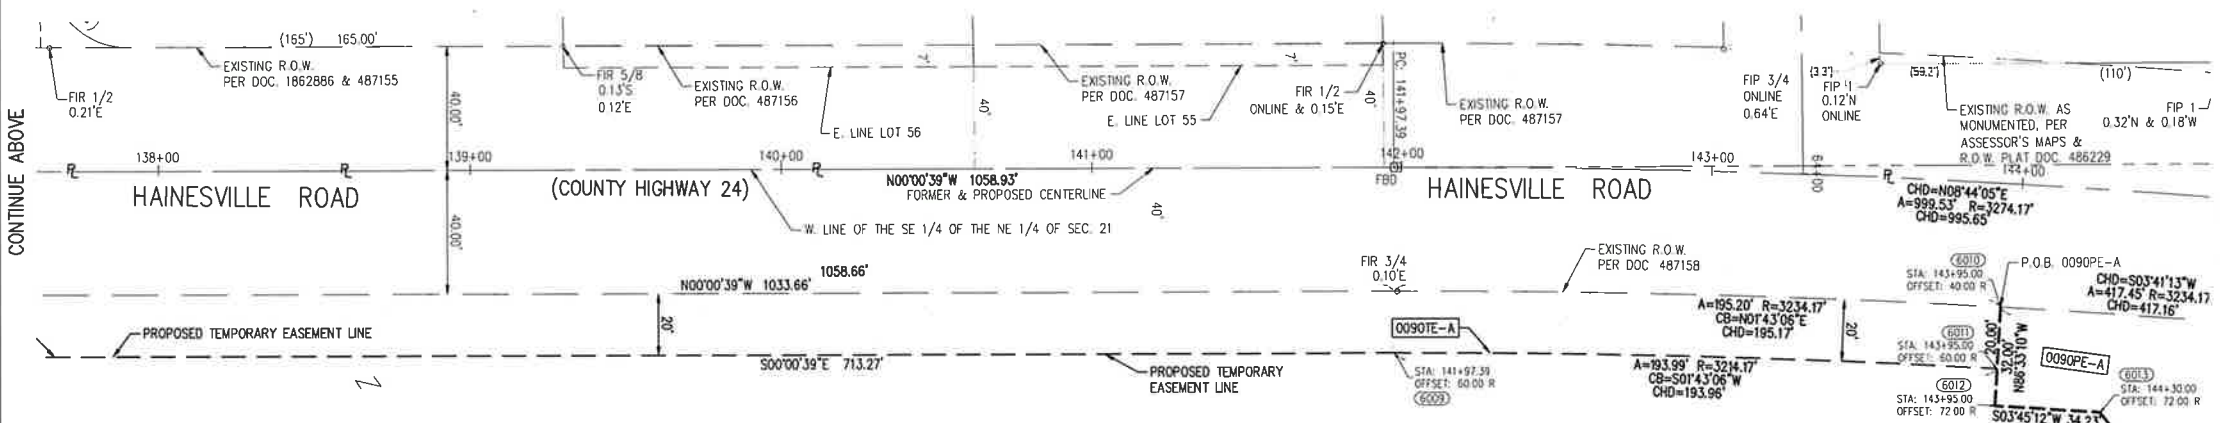 CONTINUE ABOVE
(165') 165.00'
EXISTING R.O.W.
PER DOC. 1862886 & 487155
FIR 1/2
0.21'E
FIR 5/8
0.13'S
0.12'E
EXISTING R.O.W.
PER DOC. 487156
E. LINE LOT 56
7'
EXISTING R.O.W.
PER DOC. 487157
E. LINE LOT 55
7'
FIR 1/2
ONLINE & 0.15'E
PC: 141+97.39
EXISTING R.O.W.
PER DOC. 487157
FIP 3/4
ONLINE
0.64'E
(3.3')
FIP 1
0.12'N
ONLINE
(59.2')
(110')
EXISTING R.O.W. AS
MONUMENTED, PER
ASSESSOR'S MAPS &
R.O.W. PLAT DOC. 486229
FIP 1
0.32'N & 0.18'W
40.00'
40'
40'
138+00
139+00
140+00
141+00
142+00
143+00
144+00
64+00
HAINESVILLE ROAD
(COUNTY HIGHWAY 24)
N00°00'39"W 1058.93'
FORMER & PROPOSED CENTERLINE
FBD
HAINESVILLE ROAD
CHD=N08°44'05"E
A=999.53' R=3274.17'
CHD=995.65'
40.00'
40'
W. LINE OF THE SE 1/4 OF THE NE 1/4 OF SEC. 21
1058.66'
N00°00'39"W 1033.66'
FIR 3/4
0.10'E
EXISTING R.O.W.
PER DOC 487158
6010
STA: 143+95.00
OFFSET: 40.00 R
P.O.B. 0090PE-A
CHD=S03°41'13"W
A=417.45' R=3234.17
CHD=417.16'
A=195.20' R=3234.17'
CB=N01°43'06"E
CHD=195.17'
20'
PROPOSED TEMPORARY EASEMENT LINE
20'
0090TE-A
6011
STA: 143+95.00
OFFSET: 60.00 R
20.00'
32.00'
N86°33'10"W
0090PE-A
S00°00'39"E 713.27'
PROPOSED TEMPORARY
EASEMENT LINE
STA: 141+97.39
OFFSET: 60.00 R
6009
A=193.99' R=3214.17'
CB=S01°43'06"W
CHD=193.96'
6012
STA: 143+95.00
OFFSET: 72.00 R
6013
STA: 144+30.00
OFFSET: 72.00 R
S03°45'12"W 34.23'